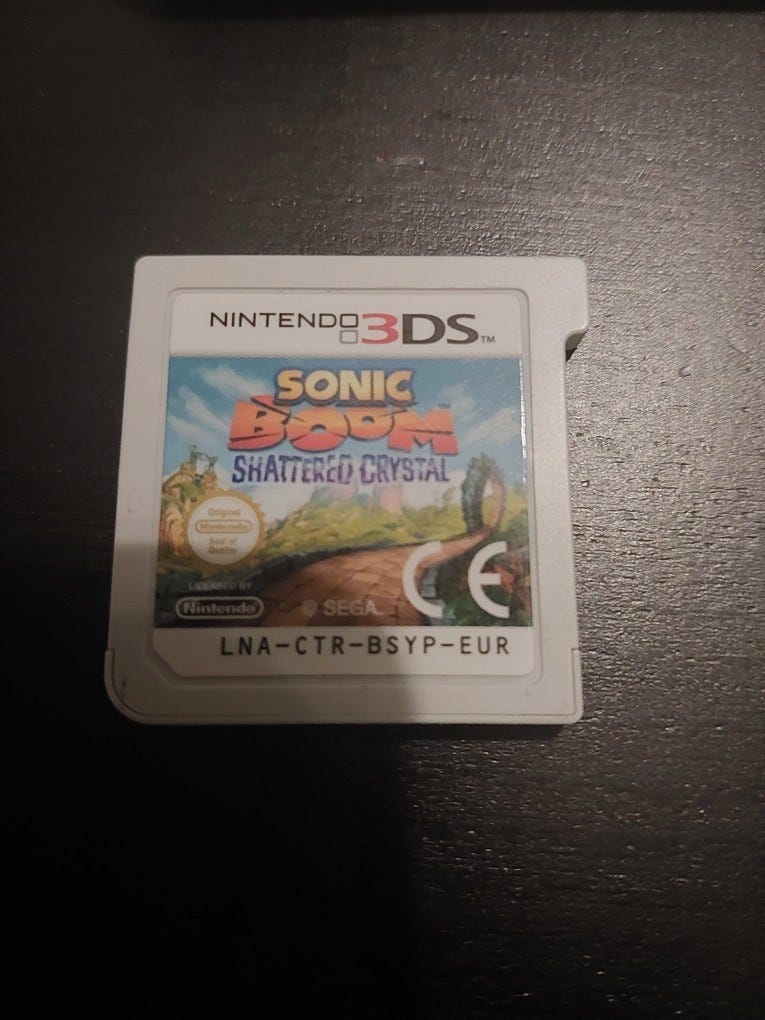 NINTENDO 3DS™
SONIC
BOOM
SHATTERED CRYSTAL
Original
Nintendo
Seal of
Quality
LICENSED BY
Nintendo
© SEGA.
CE
LNA-CTR-BSYP-EUR